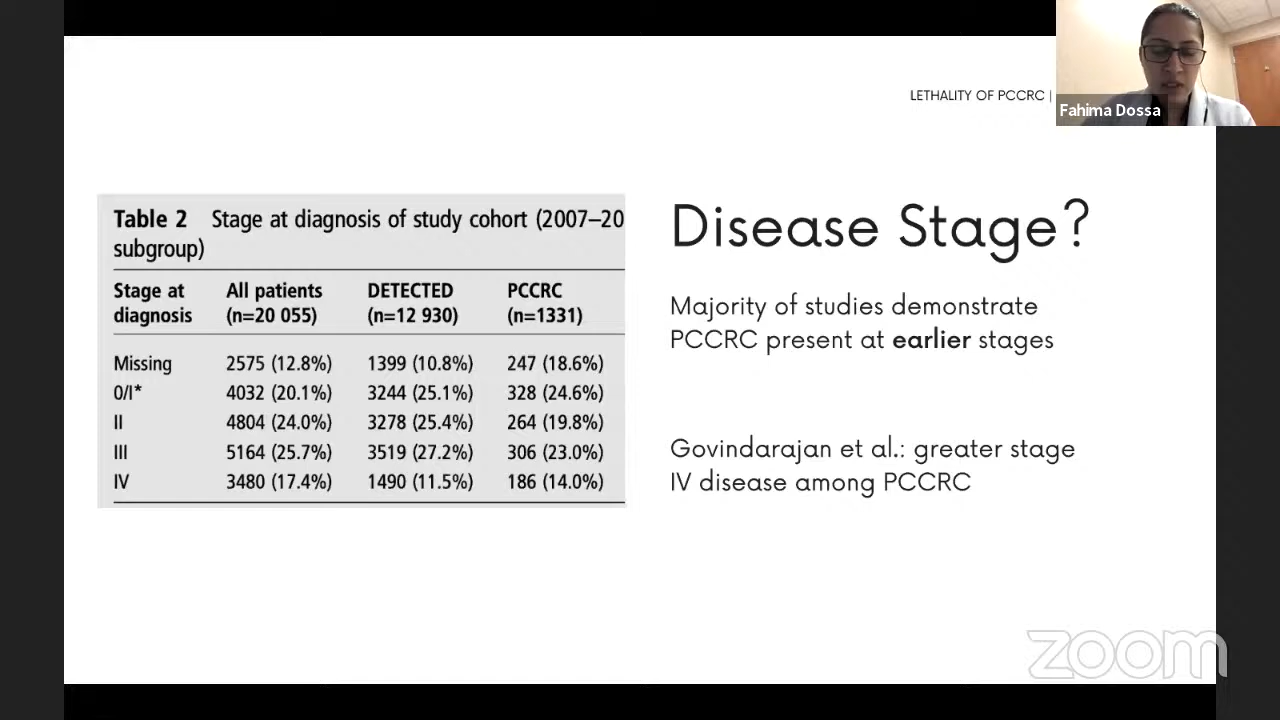 LETHALITY OF PCCRC |
Fahima Dossa
Table 2 Stage at diagnosis of study cohort (2007–20
subgroup)
Stage at diagnosis All patients (n=20 055) DETECTED (n=12 930) PCCRC (n=1331)
Missing 2575 (12.8%) 1399 (10.8%) 247 (18.6%)
0/I* 4032 (20.1%) 3244 (25.1%) 328 (24.6%)
II 4804 (24.0%) 3278 (25.4%) 264 (19.8%)
III 5164 (25.7%) 3519 (27.2%) 306 (23.0%)
IV 3480 (17.4%) 1490 (11.5%) 186 (14.0%)
Disease Stage?
Majority of studies demonstrate
PCCRC present at earlier stages
Govindarajan et al.: greater stage
IV disease among PCCRC
zoom